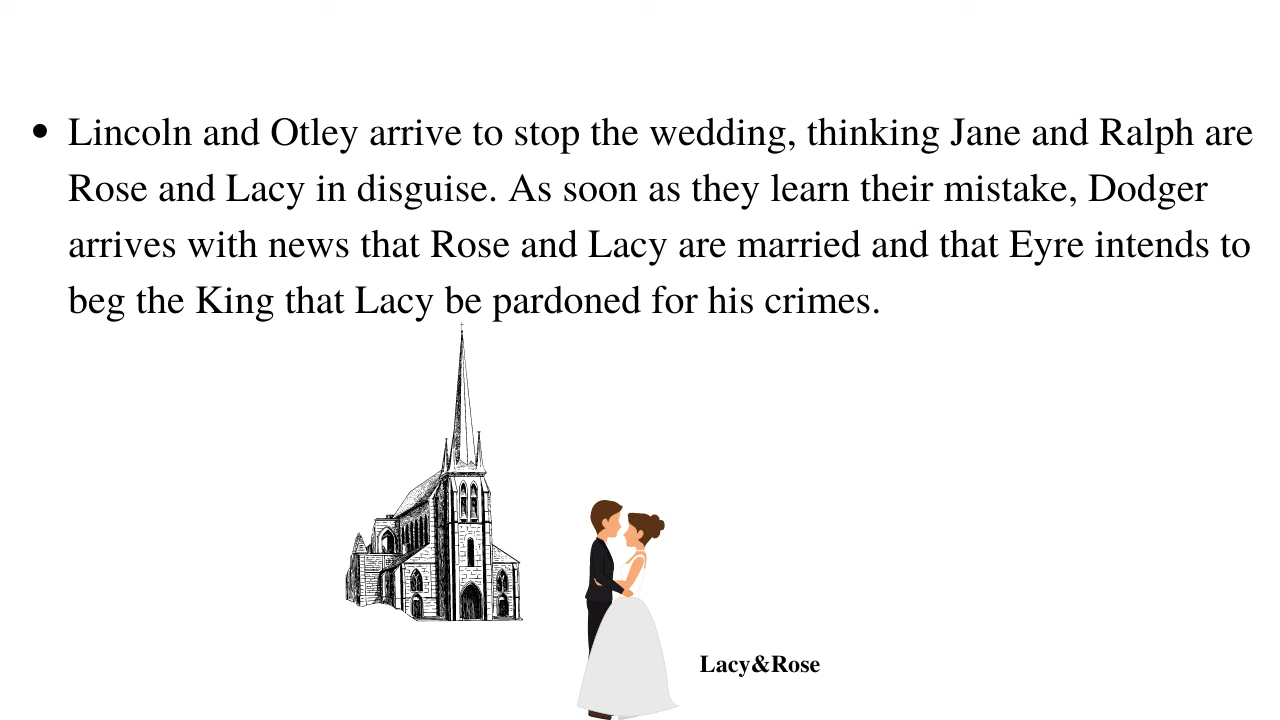 • Lincoln and Otley arrive to stop the wedding, thinking Jane and Ralph are
Rose and Lacy in disguise. As soon as they learn their mistake, Dodger
arrives with news that Rose and Lacy are married and that Eyre intends to
beg the King that Lacy be pardoned for his crimes.
Lacy&Rose